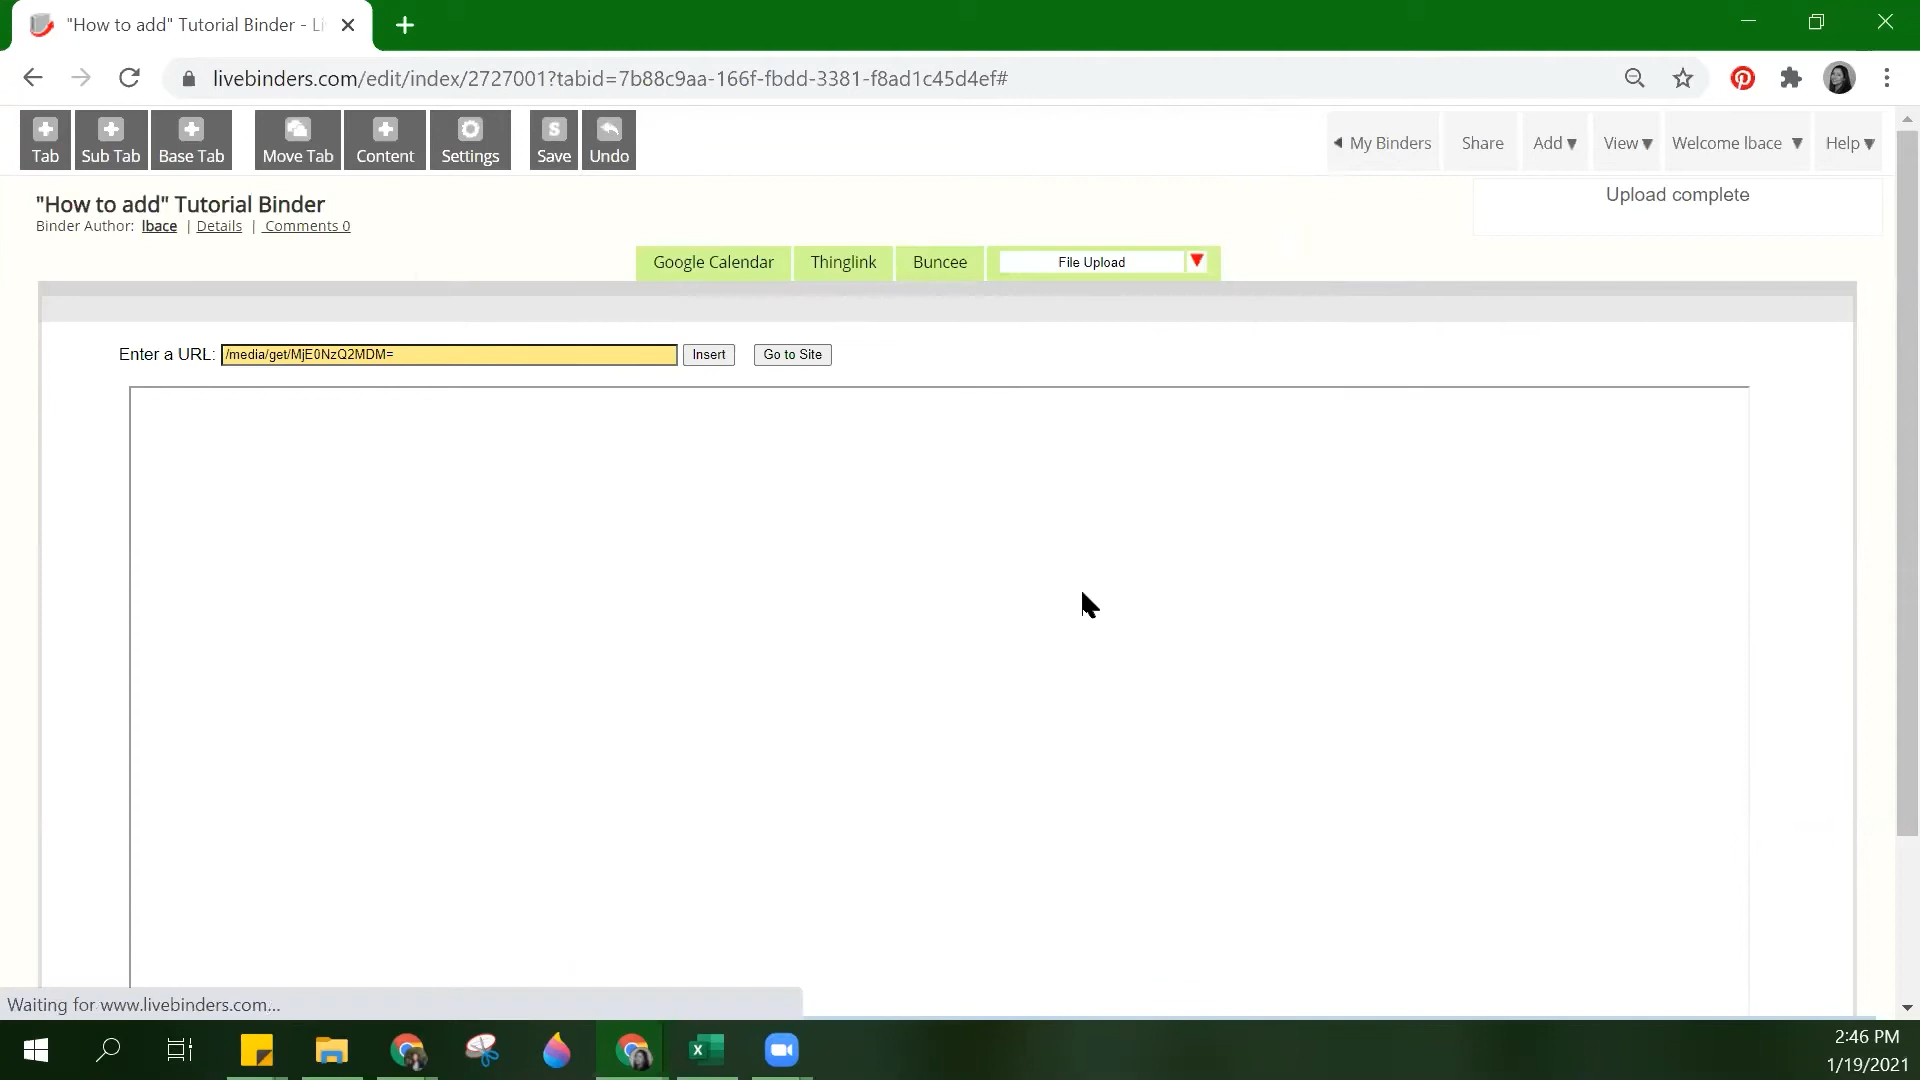 "How to add" Tutorial Binder - Li
livebinders.com/edit/index/2727001?tabid=7b88c9aa-166f-fbdd-3381-f8ad1c45d4ef#
Tab Sub Tab Base Tab Move Tab Content Settings Save Undo
My Binders Share Add View Welcome lbace Help
"How to add" Tutorial Binder
Upload complete
Binder Author: lbace | Details | Comments 0
Google Calendar Thinglink Buncee File Upload
Enter a URL: /media/get/MjE0NzQ2MDM= Insert Go to Site
Waiting for www.livebinders.com...
2:46 PM
1/19/2021